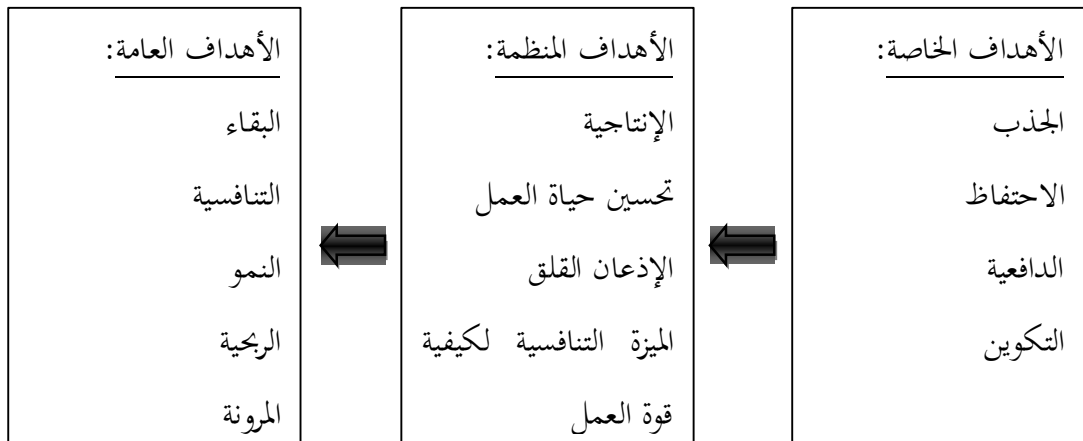 الأهداف الخاصة:
الجذب
الاحتفاظ
الدافعية
التكوين
الأهداف المنظمة:
الإنتاجية
تحسين حياة العمل
الإذعان القلق
الميزة التنافسية لكيفية
قوة العمل
الأهداف العامة:
البقاء
التنافسية
النمو
الربحية
المرونة